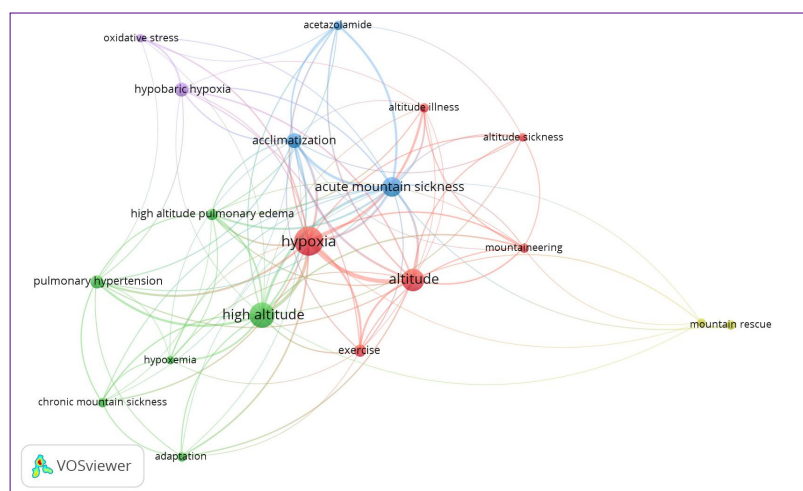 acetazolamide
oxidative stress
hypobaric hypoxia
altitude illness
altitude sickness
acclimatization
acute mountain sickness
high altitude pulmonary edema
hypoxia
mountaineering
altitude
pulmonary hypertension
high altitude
mountain rescue
exercise
hypoxemia
chronic mountain sickness
adaptation
VOSviewer